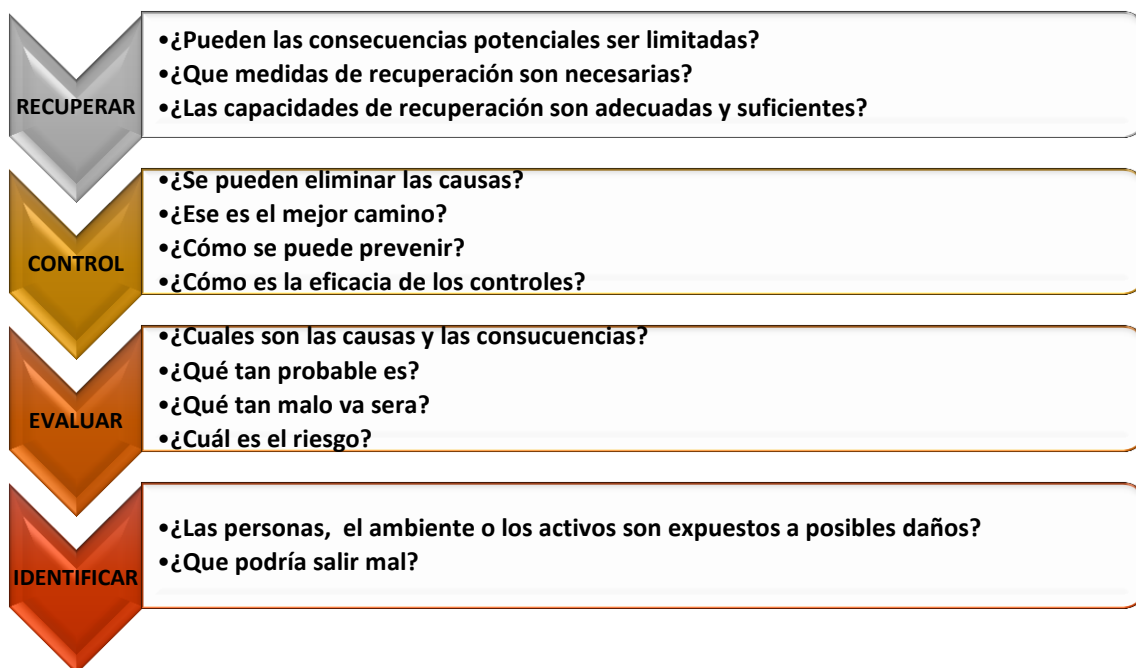 RECUPERAR
•¿Pueden las consecuencias potenciales ser limitadas?
•¿Que medidas de recuperación son necesarias?
•¿Las capacidades de recuperación son adecuadas y suficientes?
CONTROL
•¿Se pueden eliminar las causas?
•¿Ese es el mejor camino?
•¿Cómo se puede prevenir?
•¿Cómo es la eficacia de los controles?
EVALUAR
•¿Cuales son las causas y las consucuencias?
•¿Qué tan probable es?
•¿Qué tan malo va sera?
•¿Cuál es el riesgo?
IDENTIFICAR
•¿Las personas,  el ambiente o los activos son expuestos a posibles daños?
•¿Que podría salir mal?